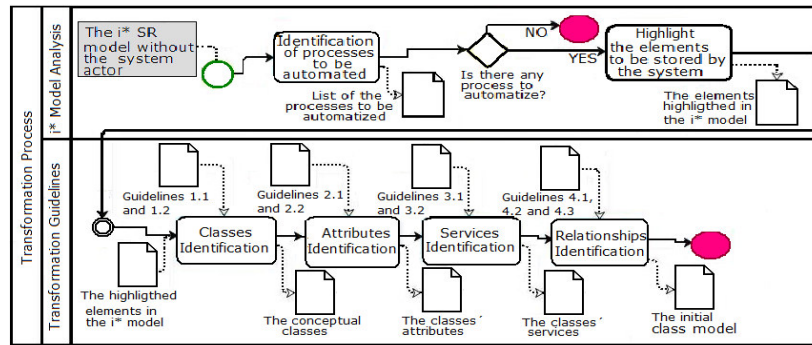 Transformation Process
i* Model Analysis
The i* SR
model without
the system
actor
Identification
of processes
to be
automated
List of the
processes to be
automatized
Is there any
process to
automatize?
NO
YES
Highlight
the elements
to be stored by
the system
The elements
highligthed in
the i* model
Transformation Guidelines
Guidelines 1.1
and 1.2
Guidelines 2.1
and 2.2
Guidelines 3.1
and 3.2
Guidelines 4.1,
4.2 and 4.3
Classes
Identification
Attributes
Identification
Services
Identification
Relationships
Identification
The highligthed
elements in
the i* model
The conceptual
classes
The classes´
attributes
The classes´
services
The initial
class model